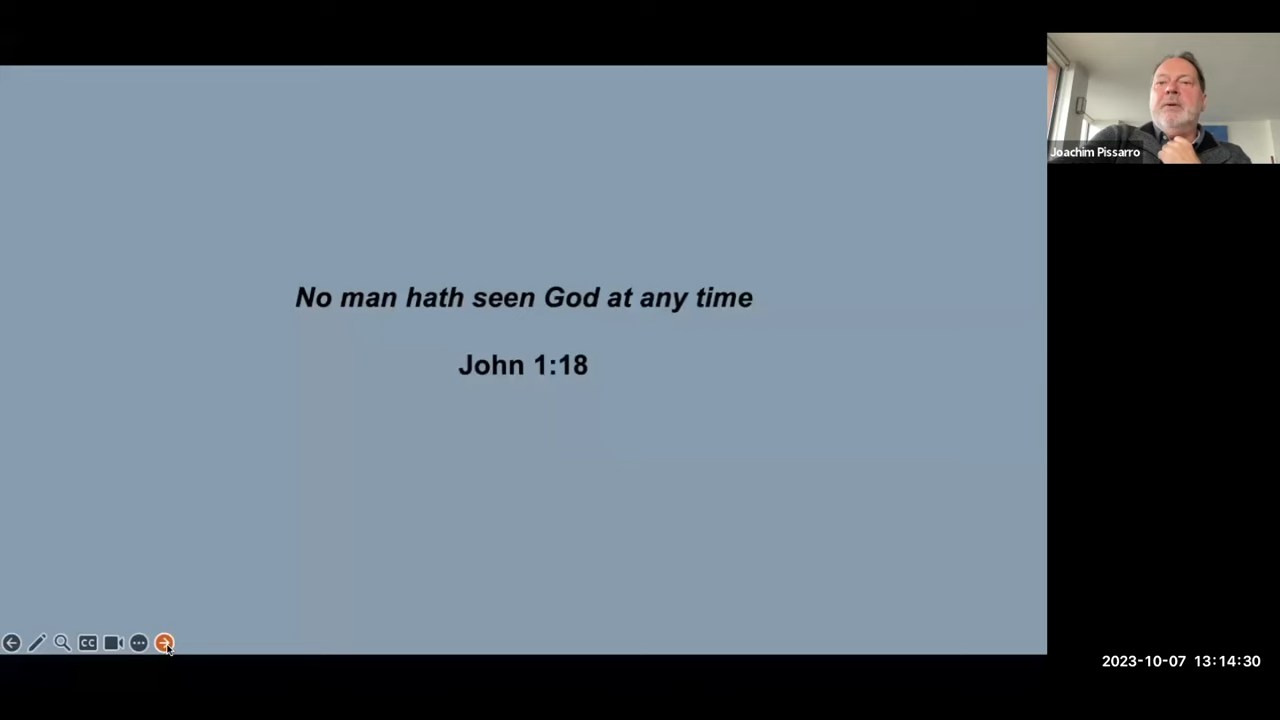 No man hath seen God at any time
John 1:18
Joachim Pissarro
CC
2023-10-07 13:14:30